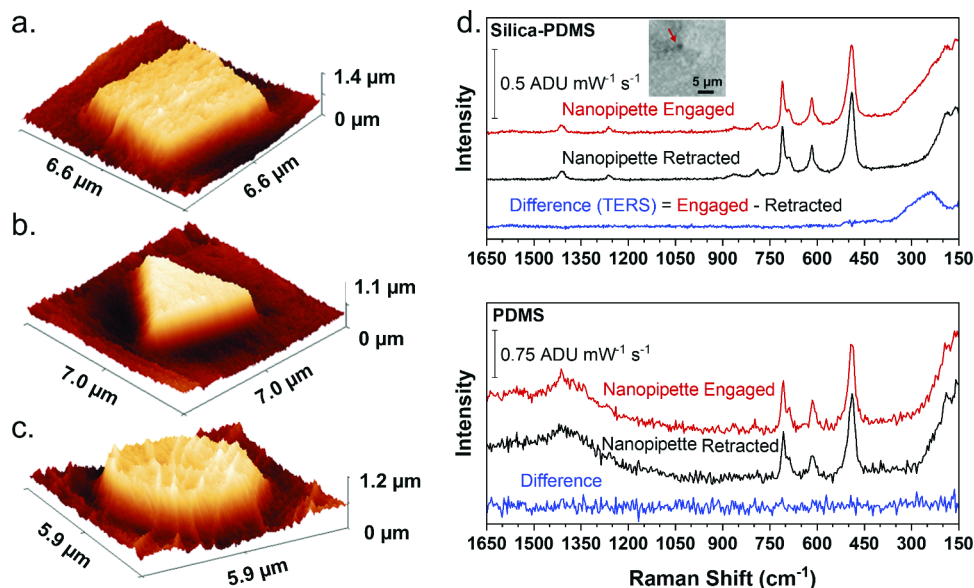 a.
1.4 µm
0 µm
6.6 µm
6.6 µm
b.
1.1 µm
0 µm
7.0 µm
7.0 µm
c.
1.2 µm
0 µm
5.9 µm
5.9 µm
d.
Silica-PDMS
0.5 ADU mW⁻¹ s⁻¹
5 µm
Nanopipette Engaged
Nanopipette Retracted
Difference (TERS) = Engaged - Retracted
Intensity
1650 1500 1350 1200 1050 900 750 600 450 300 150
PDMS
0.75 ADU mW⁻¹ s⁻¹
Nanopipette Engaged
Nanopipette Retracted
Difference
Intensity
1650 1500 1350 1200 1050 900 750 600 450 300 150
Raman Shift (cm⁻¹)